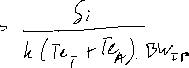 = Si / k (Te_T + Te_A) . BW_IF